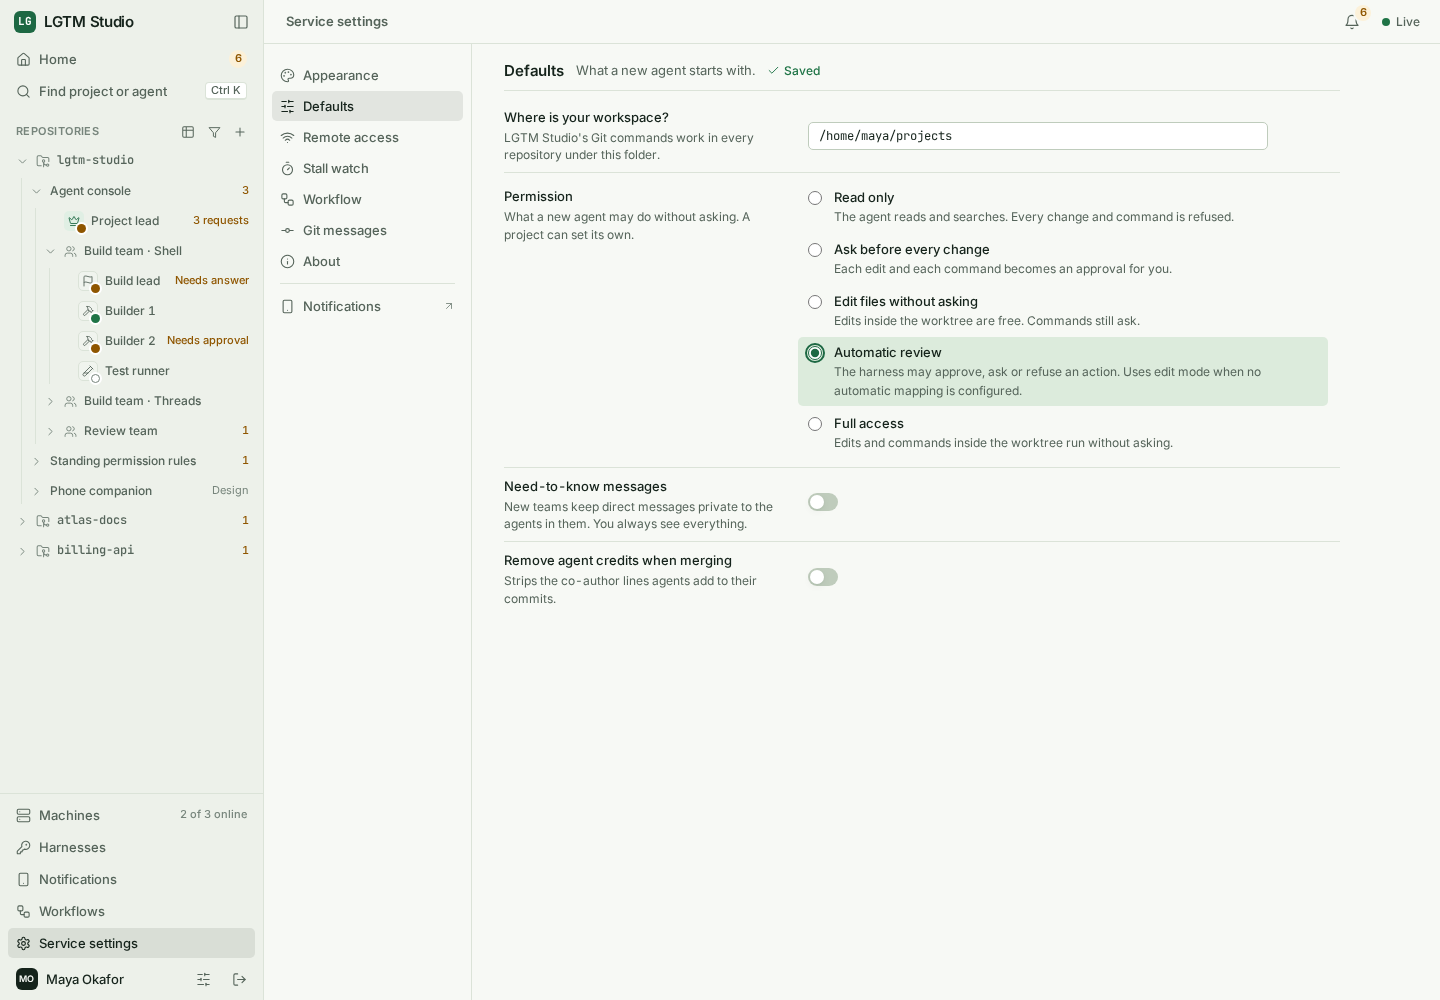 LG LGTM Studio
Home 6
Find project or agent Ctrl K
REPOSITORIES
lgtm-studio
Agent console 3
Project lead 3 requests
Build team · Shell
Build lead Needs answer
Builder 1
Builder 2 Needs approval
Test runner
Build team · Threads
Review team 1
Standing permission rules 1
Phone companion Design
atlas-docs 1
billing-api 1
Machines 2 of 3 online
Harnesses
Notifications
Workflows
Service settings
MO Maya Okafor
Service settings
6 Live
Appearance
Defaults
Remote access
Stall watch
Workflow
Git messages
About
Notifications
Defaults What a new agent starts with. Saved
Where is your workspace?
LGTM Studio's Git commands work in every
repository under this folder.
/home/maya/projects
Permission
What a new agent may do without asking. A
project can set its own.
Read only
The agent reads and searches. Every change and command is refused.
Ask before every change
Each edit and each command becomes an approval for you.
Edit files without asking
Edits inside the worktree are free. Commands still ask.
Automatic review
The harness may approve, ask or refuse an action. Uses edit mode when no
automatic mapping is configured.
Full access
Edits and commands inside the worktree run without asking.
Need-to-know messages
New teams keep direct messages private to the
agents in them. You always see everything.
Remove agent credits when merging
Strips the co-author lines agents add to their
commits.